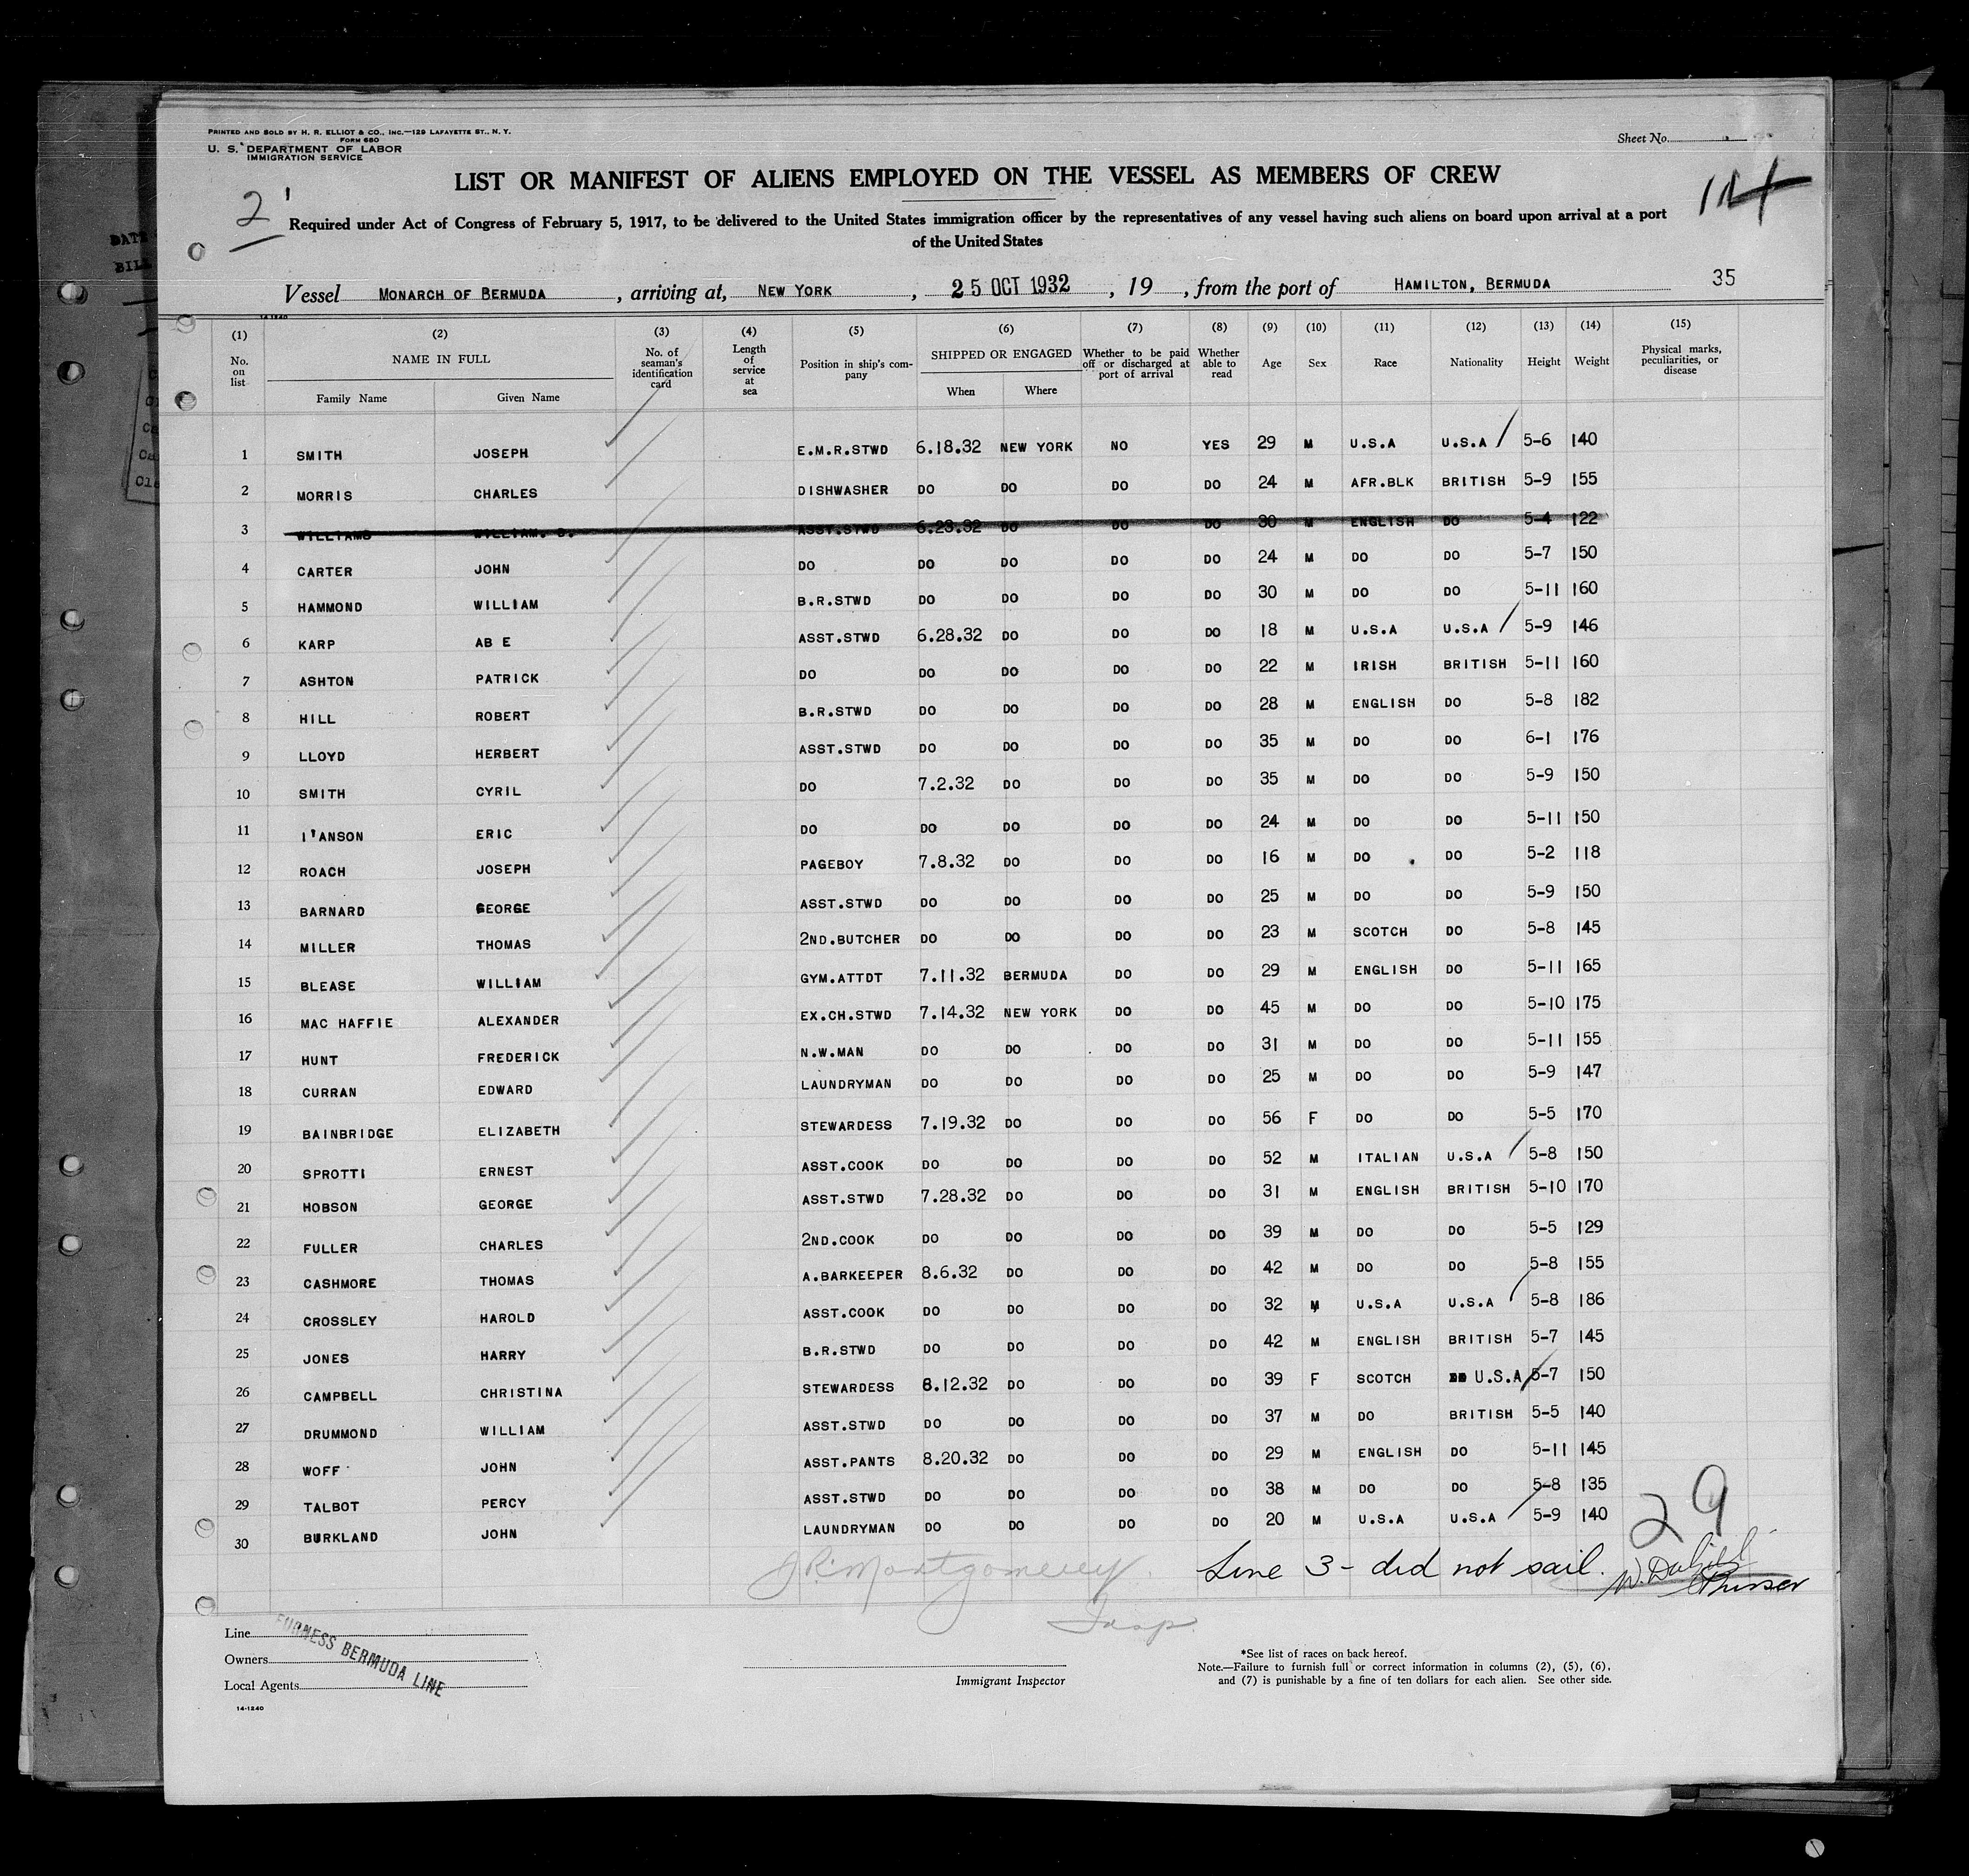 PRINTED AND SOLD BY H. R. ELLIOT & CO., INC.—129 LAFAYETTE ST., N. Y.
FORM 680
U. S. DEPARTMENT OF LABOR
IMMIGRATION SERVICE
Sheet No.
LIST OR MANIFEST OF ALIENS EMPLOYED ON THE VESSEL AS MEMBERS OF CREW
2
Required under Act of Congress of February 5, 1917, to be delivered to the United States immigration officer by the representatives of any vessel having such aliens on board upon arrival at a port
of the United States
Vessel MONARCH OF BERMUDA, arriving at, NEW YORK, 25 OCT 1932, 19 , from the port of HAMILTON, BERMUDA 35
(1) (2) (3) (4) (5) (6) (7) (8) (9) (10) (11) (12) (13) (14) (15)
No. on list NAME IN FULL Family Name Given Name No. of seaman's identification card Length of service at sea Position in ship's company SHIPPED OR ENGAGED When Where Whether to be paid off or discharged at port of arrival Whether able to read Age Sex Race Nationality Height Weight Physical marks, peculiarities, or disease
1 SMITH JOSEPH E.M.R.STWD 6.18.32 NEW YORK NO YES 29 M U.S.A U.S.A 5-6 140
2 MORRIS CHARLES DISHWASHER DO DO DO DO 24 M AFR.BLK BRITISH 5-9 155
3 WILLIAMS WILLIAM. ASST.STWD 6.23.32 DO DO DO 30 M ENGLISH DO 5-4 122
4 CARTER JOHN DO DO DO DO DO 24 M DO DO 5-7 150
5 HAMMOND WILLIAM B.R.STWD DO DO DO DO 30 M DO DO 5-11 160
6 KARP AB E ASST.STWD 6.28.32 DO DO DO 18 M U.S.A U.S.A 5-9 146
7 ASHTON PATRICK DO DO DO DO DO 22 M IRISH BRITISH 5-11 160
8 HILL ROBERT B.R.STWD DO DO DO DO 28 M ENGLISH DO 5-8 182
9 LLOYD HERBERT ASST.STWD DO DO DO DO 35 M DO DO 6-1 176
10 SMITH CYRIL DO 7.2.32 DO DO DO 35 M DO DO 5-9 150
11 I'ANSON ERIC DO DO DO DO DO 24 M DO DO 5-11 150
12 ROACH JOSEPH PAGEBOY 7.8.32 DO DO DO 16 M DO DO 5-2 118
13 BARNARD GEORGE ASST.STWD DO DO DO DO 25 M DO DO 5-9 150
14 MILLER THOMAS 2ND.BUTCHER DO DO DO DO 23 M SCOTCH DO 5-8 145
15 BLEASE WILLIAM GYM.ATTDT 7.11.32 BERMUDA DO DO 29 M ENGLISH DO 5-11 165
16 MAC HAFFIE ALEXANDER EX.CH.STWD 7.14.32 NEW YORK DO DO 45 M DO DO 5-10 175
17 HUNT FREDERICK N.W.MAN DO DO DO DO 31 M DO DO 5-11 155
18 CURRAN EDWARD LAUNDRYMAN DO DO DO DO 25 M DO DO 5-9 147
19 BAINBRIDGE ELIZABETH STEWARDESS 7.19.32 DO DO DO 56 F DO DO 5-5 170
20 SPROTTI ERNEST ASST.COOK DO DO DO DO 52 M ITALIAN U.S.A 5-8 150
21 HOBSON GEORGE ASST.STWD 7.28.32 DO DO DO 31 M ENGLISH BRITISH 5-10 170
22 FULLER CHARLES 2ND.COOK DO DO DO DO 39 M DO DO 5-5 129
23 CASHMORE THOMAS A.BARKEEPER 8.6.32 DO DO DO 42 M DO DO 5-8 155
24 CROSSLEY HAROLD ASST.COOK DO DO DO DO 32 M U.S.A U.S.A 5-8 186
25 JONES HARRY B.R.STWD DO DO DO DO 42 M ENGLISH BRITISH 5-7 145
26 CAMPBELL CHRISTINA STEWARDESS 8.12.32 DO DO DO 39 F SCOTCH U.S.A 5-7 150
27 DRUMMOND WILLIAM ASST.STWD DO DO DO DO 37 M DO BRITISH 5-5 140
28 WOFF JOHN ASST.PANTS 8.20.32 DO DO DO 29 M ENGLISH DO 5-11 145
29 TALBOT PERCY ASST.STWD DO DO DO DO 38 M DO DO 5-8 135
30 BURKLAND JOHN LAUNDRYMAN DO DO DO DO 20 M U.S.A U.S.A 5-9 140
29
J.R. Montgomery Line 3 - did not sail.
Purser
Insp.
Line
Owners
Local Agents
FURNESS BERMUDA LINE
Immigrant Inspector
*See list of races on back hereof.
Note.—Failure to furnish full or correct information in columns (2), (5), (6),
and (7) is punishable by a fine of ten dollars for each alien. See other side.
14-1240